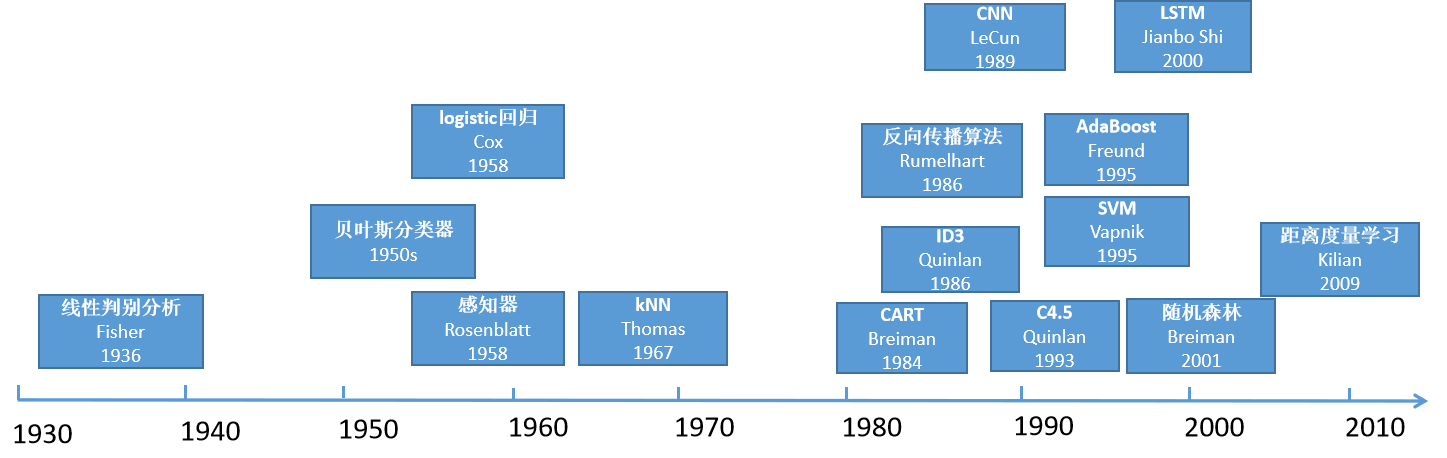 CNN
LeCun
1989
LSTM
Jianbo Shi
2000
logistic回归
Cox
1958
反向传播算法
Rumelhart
1986
AdaBoost
Freund
1995
贝叶斯分类器
1950s
ID3
Quinlan
1986
SVM
Vapnik
1995
距离度量学习
Kilian
2009
线性判别分析
Fisher
1936
感知器
Rosenblatt
1958
kNN
Thomas
1967
CART
Breiman
1984
C4.5
Quinlan
1993
随机森林
Breiman
2001
1930
1940
1950
1960
1970
1980
1990
2000
2010